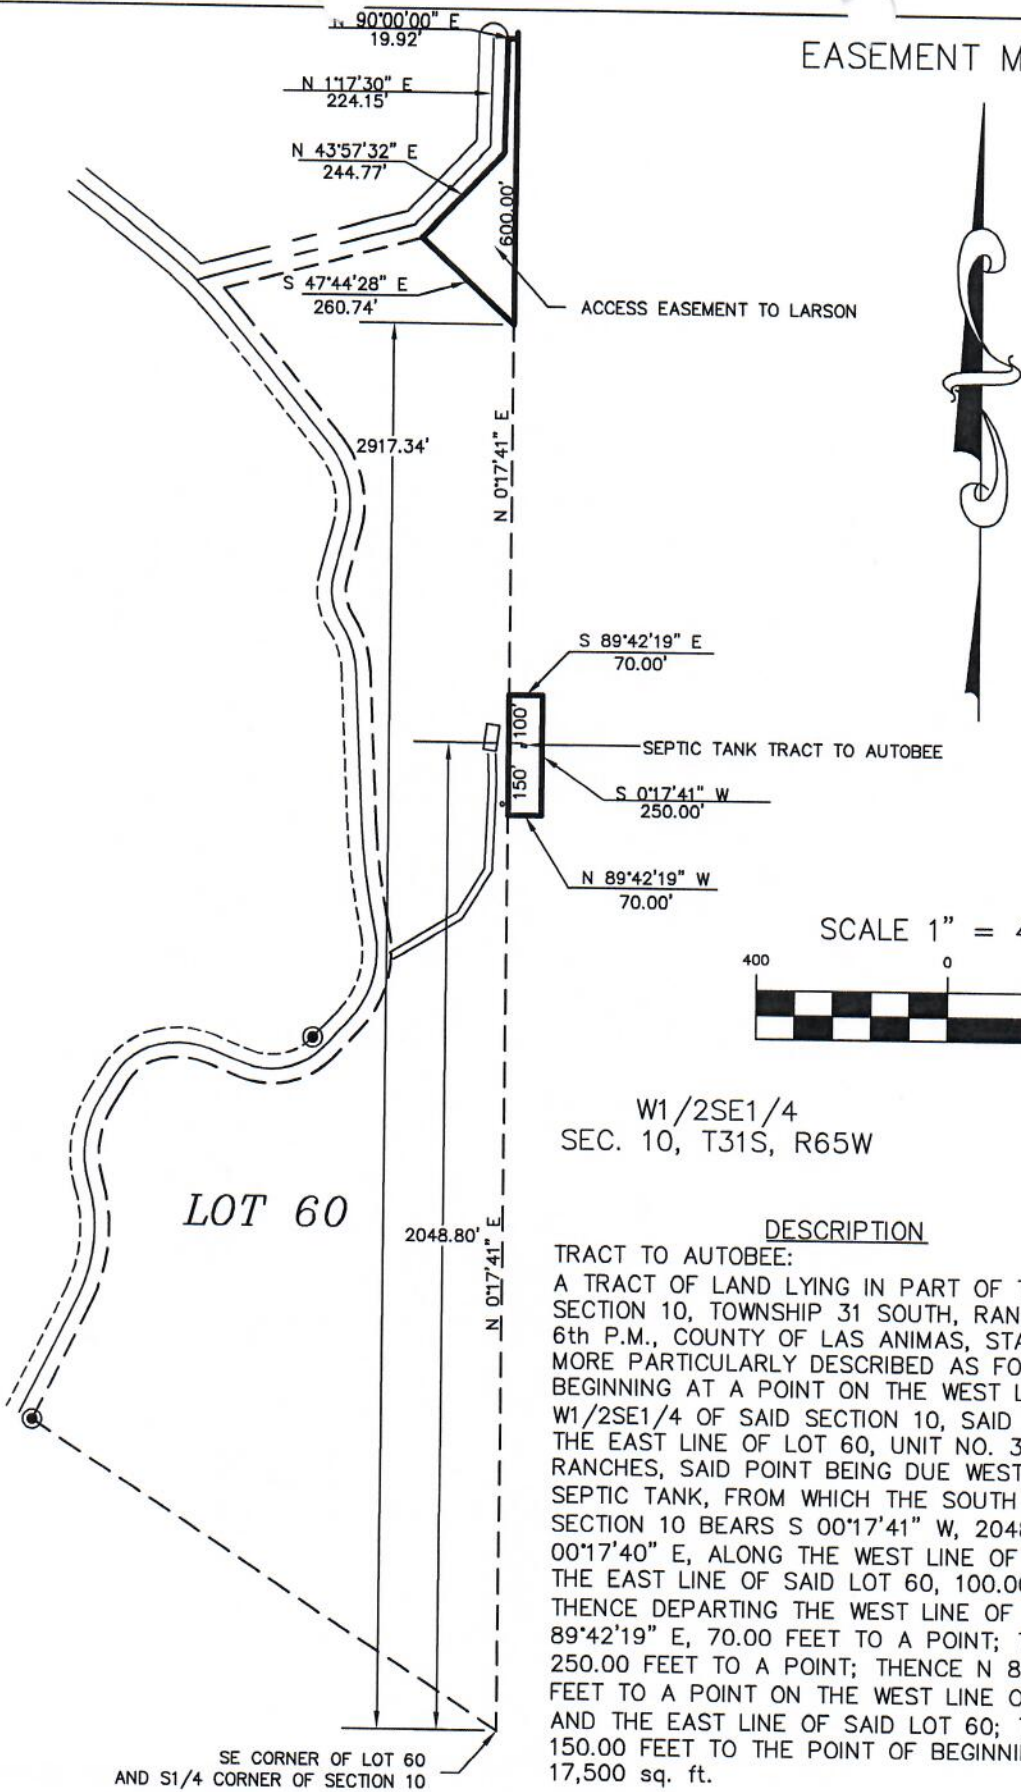 N 90°00'00" E
19.92'
EASEMENT M
N 1°17'30" E
224.15'
N 43°57'32" E
244.77'
600.00'
S 47°44'28" E
260.74'
ACCESS EASEMENT TO LARSON
2917.34'
N 0°17'41" E
S 89°42'19" E
70.00'
100'
SEPTIC TANK TRACT TO AUTOBEE
150'
S 0°17'41" W
250.00'
N 89°42'19" W
70.00'
SCALE 1" = 4
400
0
W1/2SE1/4
SEC. 10, T31S, R65W
LOT 60
2048.80'
N 0°17'41" E
DESCRIPTION
TRACT TO AUTOBEE:
A TRACT OF LAND LYING IN PART OF T
SECTION 10, TOWNSHIP 31 SOUTH, RAN
6th P.M., COUNTY OF LAS ANIMAS, STA
MORE PARTICULARLY DESCRIBED AS FO
BEGINNING AT A POINT ON THE WEST L
W1/2SE1/4 OF SAID SECTION 10, SAID
THE EAST LINE OF LOT 60, UNIT NO. 3
RANCHES, SAID POINT BEING DUE WEST
SEPTIC TANK, FROM WHICH THE SOUTH
SECTION 10 BEARS S 00°17'41" W, 2048
00°17'40" E, ALONG THE WEST LINE OF
THE EAST LINE OF SAID LOT 60, 100.00
THENCE DEPARTING THE WEST LINE OF
89°42'19" E, 70.00 FEET TO A POINT; T
250.00 FEET TO A POINT; THENCE N 8
FEET TO A POINT ON THE WEST LINE O
AND THE EAST LINE OF SAID LOT 60; T
150.00 FEET TO THE POINT OF BEGINNI
17,500 sq. ft.
SE CORNER OF LOT 60
AND S1/4 CORNER OF SECTION 10